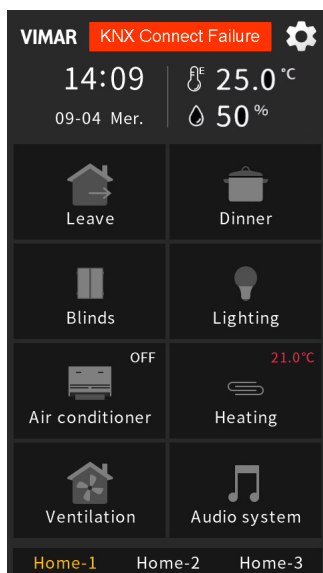 VIMAR KNX Connect Failure
14:09 E 25.0 °C
09-04 Mer. 50 %
Leave Dinner
Blinds Lighting
OFF 21.0°C
Air conditioner Heating
Ventilation Audio system
Home-1 Home-2 Home-3